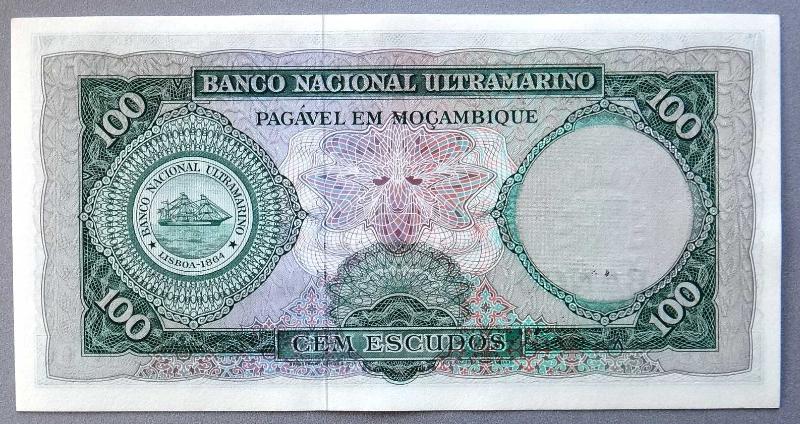 BANCO NACIONAL ULTRAMARINO
100
100
PAGÁVEL EM MOÇAMBIQUE
BANCO NACIONAL ULTRAMARINO
LISBOA-1864
100
100
CEM ESCUDOS